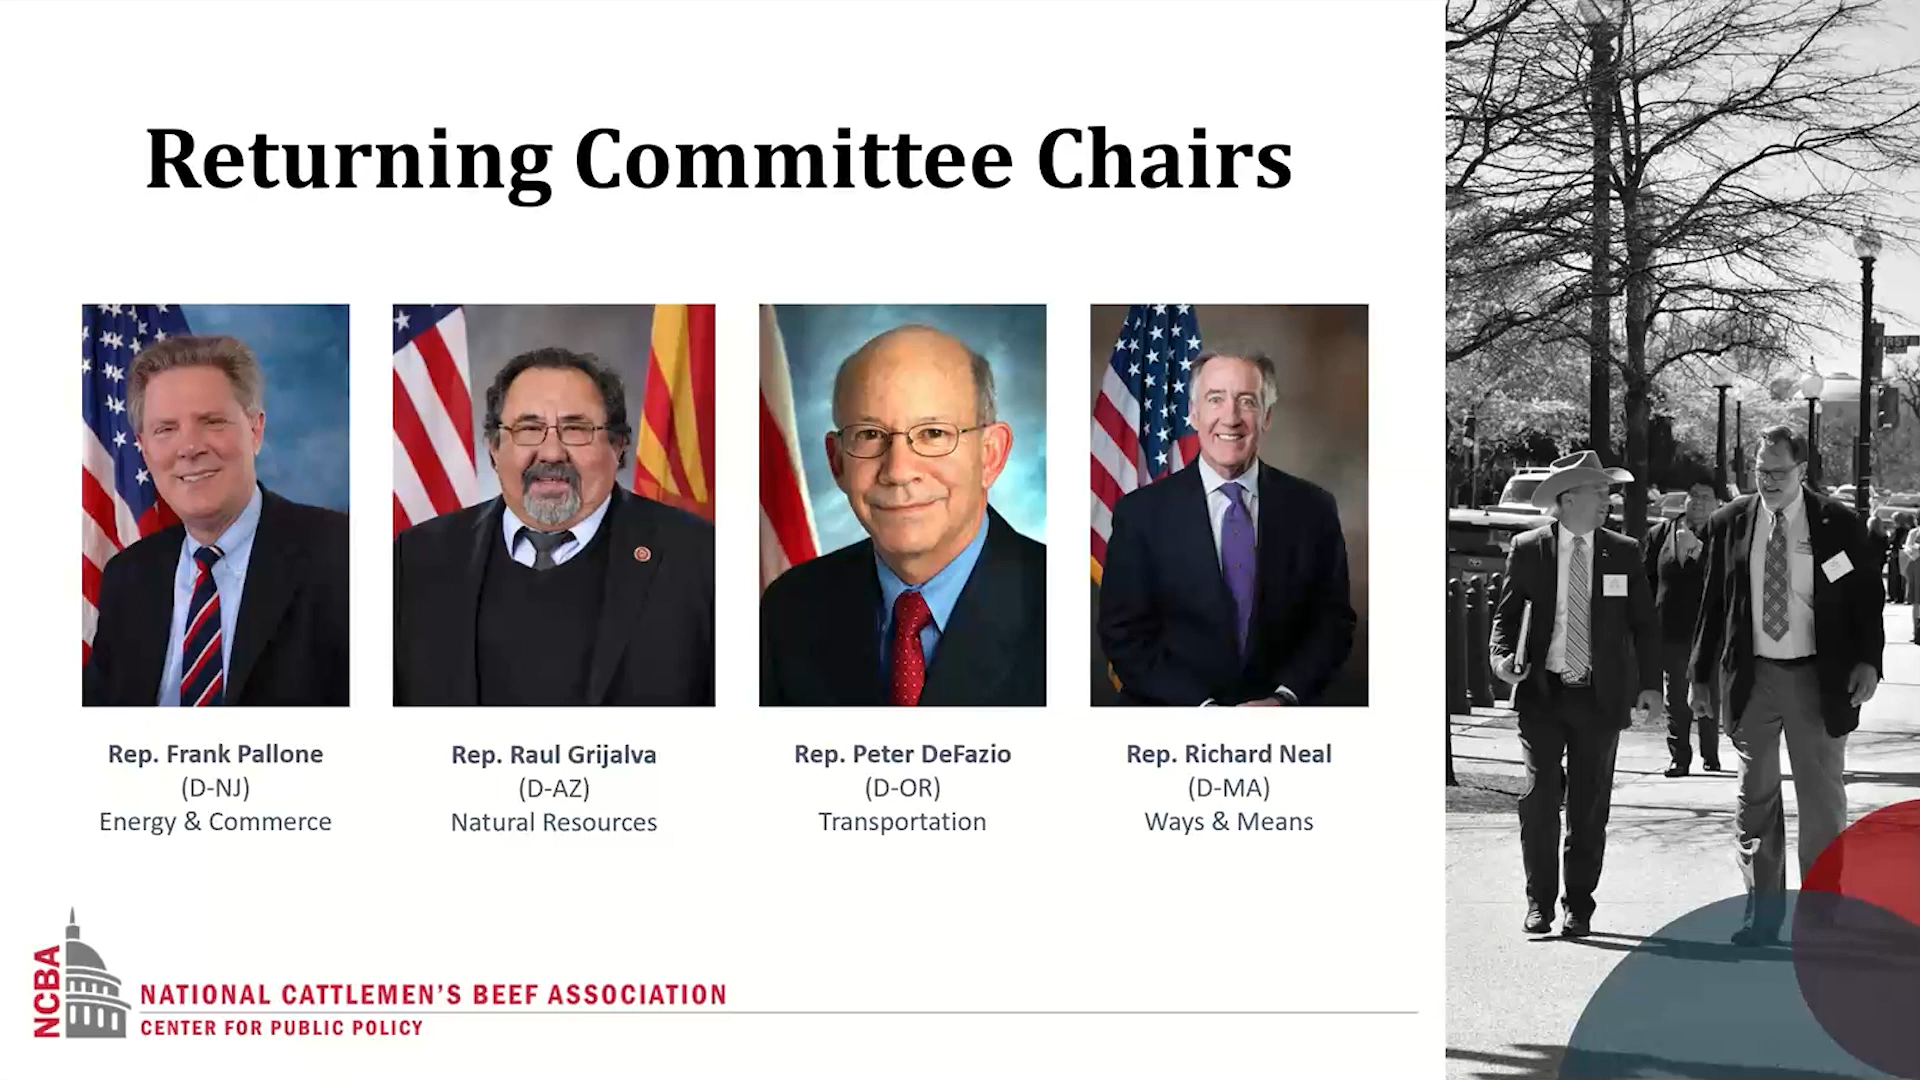 Returning Committee Chairs
Rep. Frank Pallone
(D-NJ)
Energy & Commerce
Rep. Raul Grijalva
(D-AZ)
Natural Resources
Rep. Peter DeFazio
(D-OR)
Transportation
Rep. Richard Neal
(D-MA)
Ways & Means
FIRST
NCBA
NATIONAL CATTLEMEN'S BEEF ASSOCIATION
CENTER FOR PUBLIC POLICY